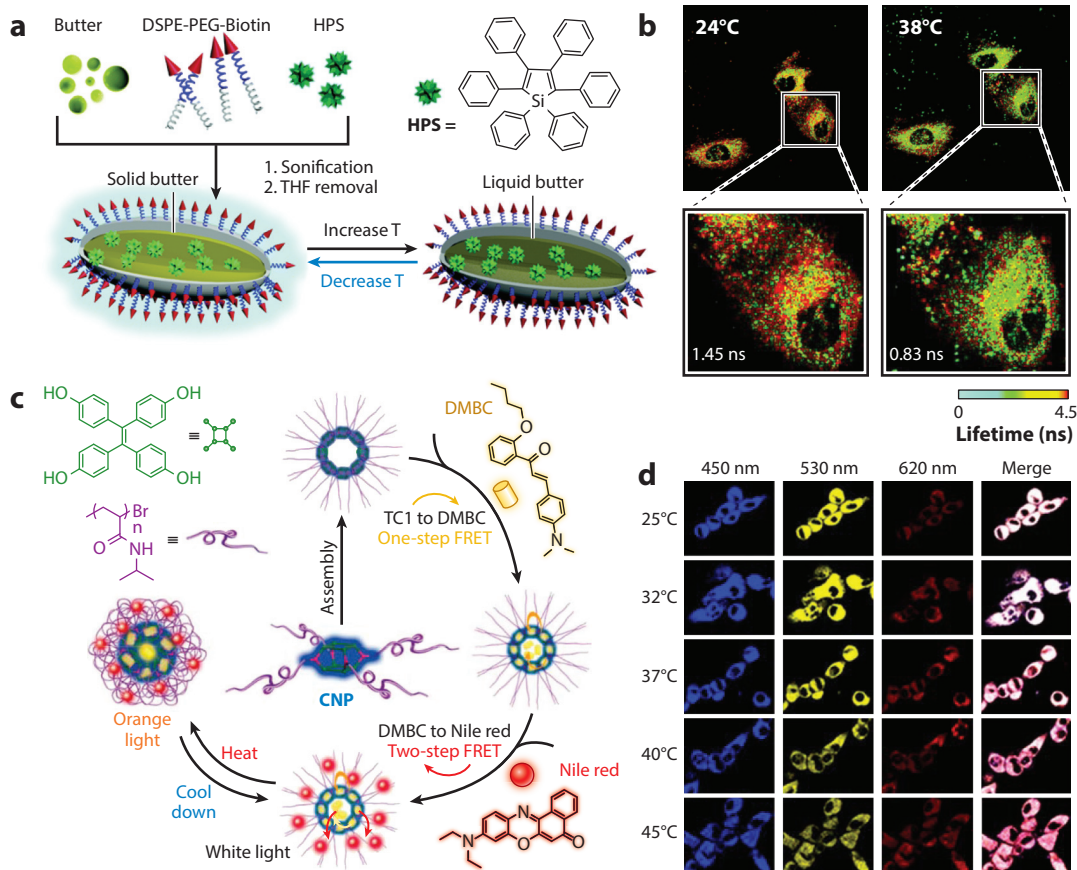 a
Butter
DSPE-PEG-Biotin
HPS
HPS =
Si
1. Sonification
2. THF removal
Solid butter
Liquid butter
Increase T
Decrease T
b
24°C
38°C
1.45 ns
0.83 ns
0
4.5
Lifetime (ns)
c
HO
OH
HO
OH
≡
Br
n
O
NH
≡
DMBC
O
O
N
TC1 to DMBC
One-step FRET
Assembly
CNP
Orange
light
Heat
Cool
down
White light
DMBC to Nile red
Two-step FRET
Nile red
N
N
O
O
d
450 nm
530 nm
620 nm
Merge
25°C
32°C
37°C
40°C
45°C